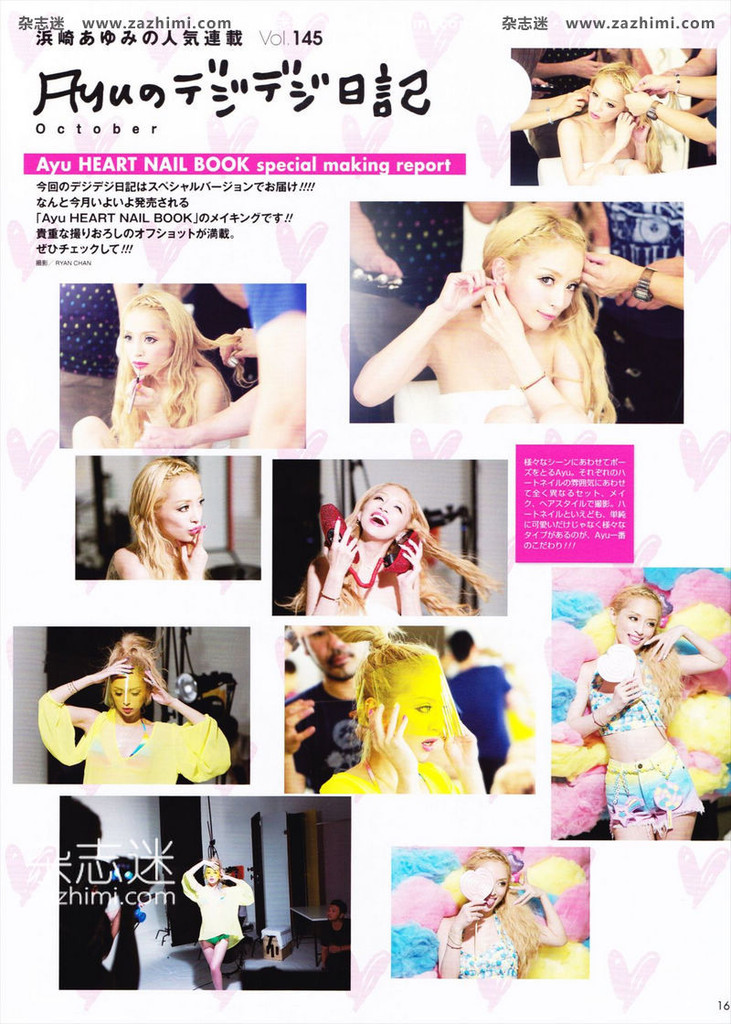 杂志迷 www.zazhimi.com 杂志迷 www.zazhimi.com
浜崎あゆみの人気連載 Vol.145
Ayuのデジデジ日記
October
Ayu HEART NAIL BOOK special making report
今回のデジデジ日記はスペシャルバージョンでお届け!!!!
なんと今月いよいよ発売される
「Ayu HEART NAIL BOOK」のメイキングです!!
貴重な撮りおろしのオフショットが満載。
ぜひチェックして!!!
撮影／RYAN CHAN
様々なシーンにあわせてポー
ズをとるAyu。それぞれのハ
ートネイルの雰囲気にあわせ
て全く異なるセット、メイ
ク、ヘアスタイルで撮影。ハ
ートネイルといえども、単純
に可愛いだけじゃなく様々な
タイプがあるのが、Ayu一番
のこだわり!!!
杂志迷
zazhimi.com
16